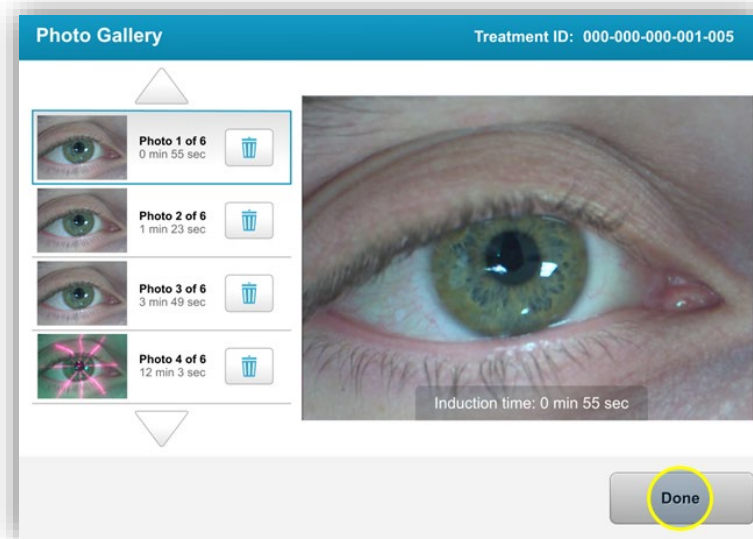 Photo Gallery
Treatment ID: 000-000-000-001-005
Photo 1 of 6
0 min 55 sec
Photo 2 of 6
1 min 23 sec
Photo 3 of 6
3 min 49 sec
Photo 4 of 6
12 min 3 sec
Induction time: 0 min 55 sec
Done